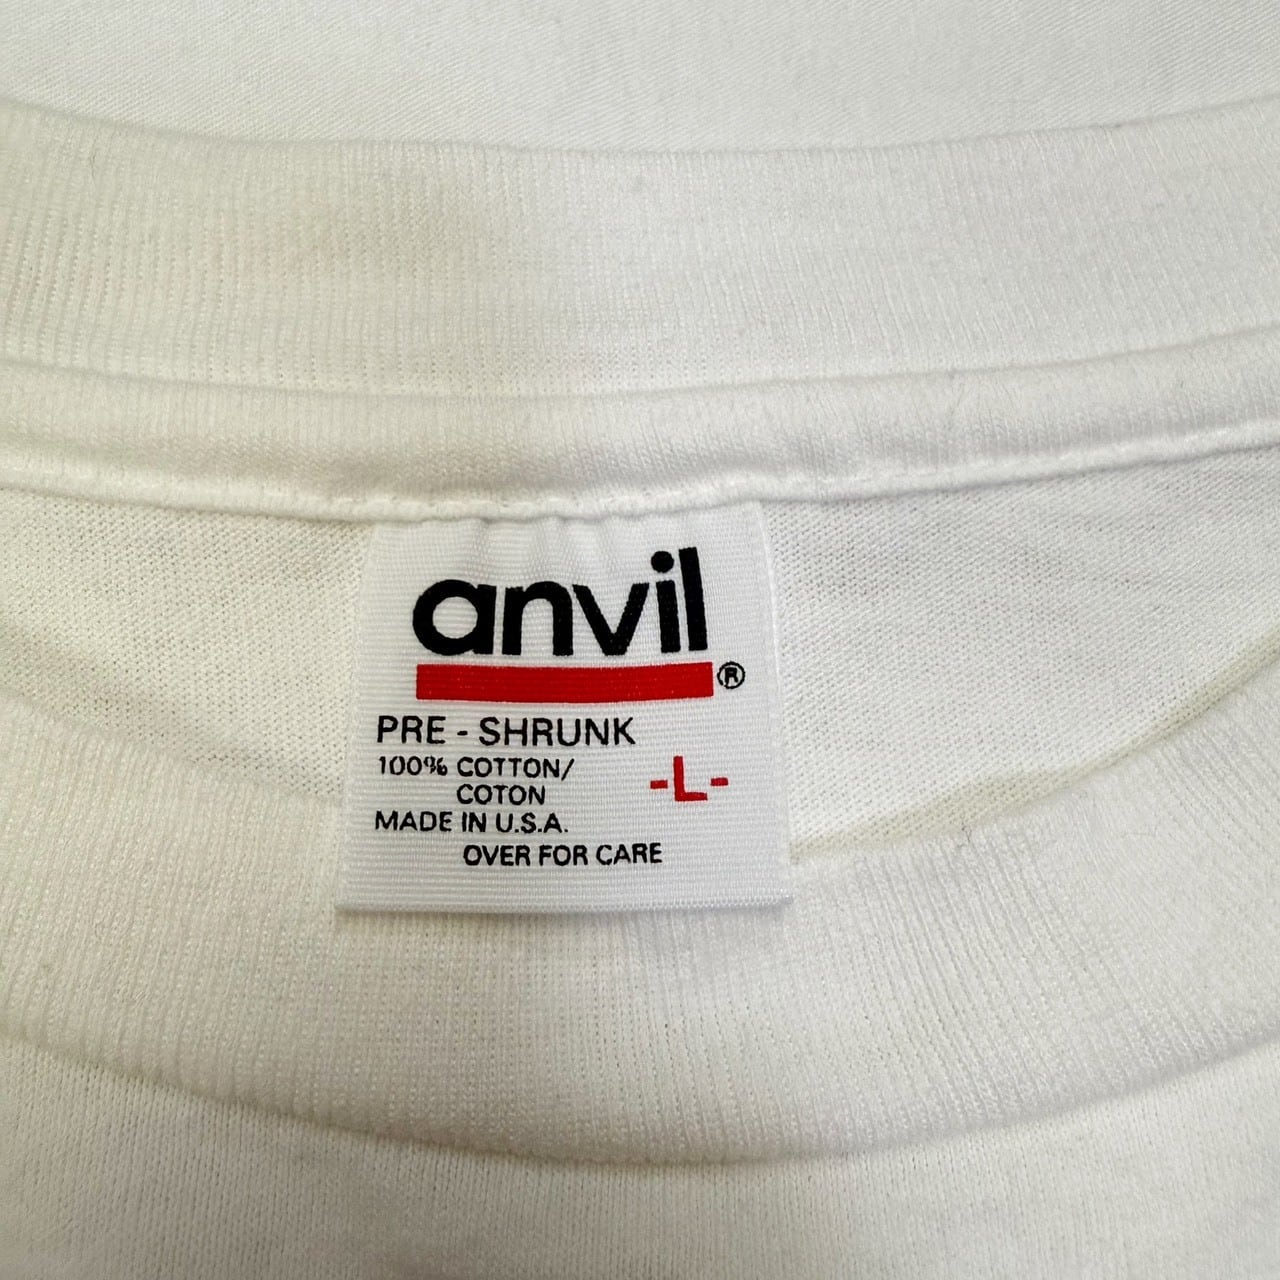 anvil®
PRE - SHRUNK
100% COTTON/
COTON
-L-
MADE IN U.S.A.
OVER FOR CARE